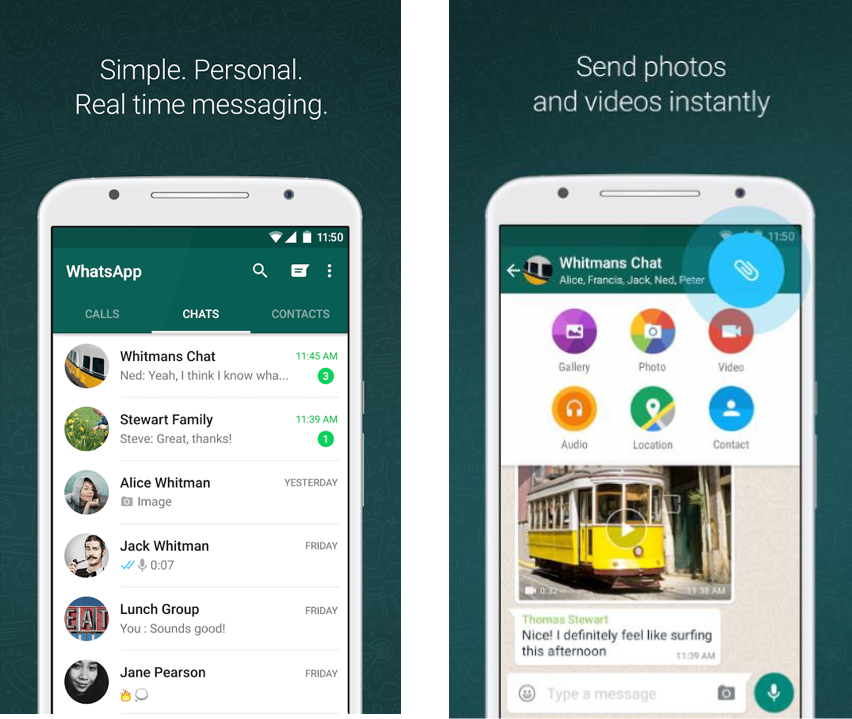 Simple. Personal.
Real time messaging.
11:50
WhatsApp
CALLS
CHATS
CONTACTS
Whitmans Chat
11:45 AM
Ned: Yeah, I think I know wha...
3
Stewart Family
11:39 AM
Steve: Great, thanks!
1
Alice Whitman
YESTERDAY
Image
Jack Whitman
FRIDAY
0:07
Lunch Group
FRIDAY
You : Sounds good!
EAT
Jane Pearson
FRIDAY
Send photos
and videos instantly
11:50
Whitmans Chat
Alice, Francis, Jack, Ned, Peter
Gallery
Photo
Video
Audio
Location
Contact
0:32
11:38 AM
Thomas Stewart
Nice! I definitely feel like surfing
this afternoon
11:39 AM
Type a message